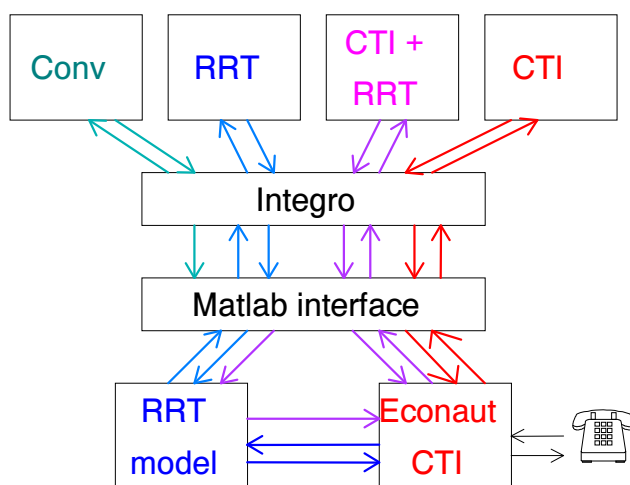 Conv
RRT
CTI +
RRT
CTI
Integro
Matlab interface
RRT
model
Econaut
CTI